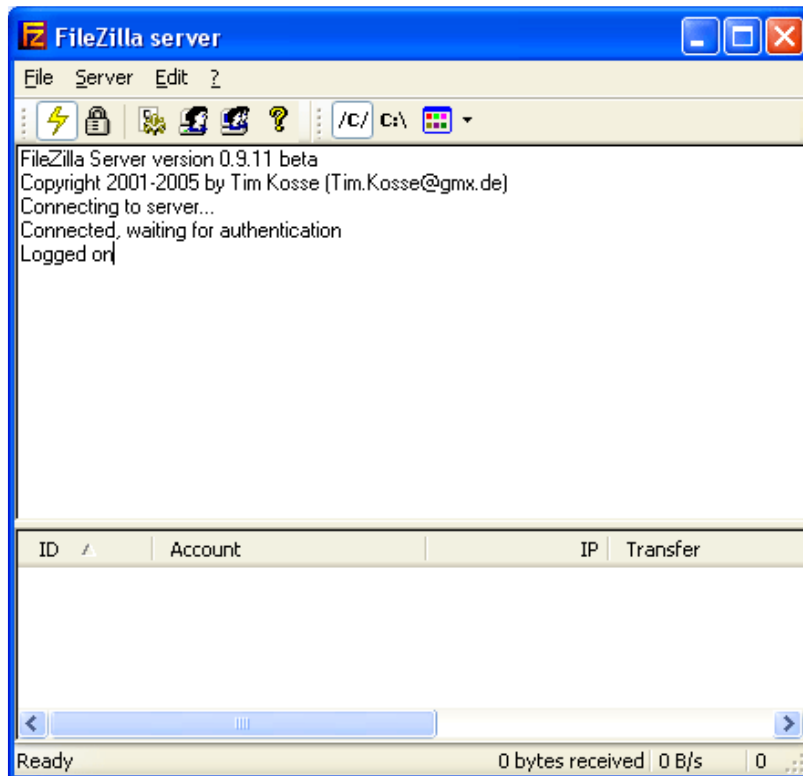 FileZilla server
File Server Edit ?
/C/ C:\
FileZilla Server version 0.9.11 beta
Copyright 2001-2005 by Tim Kosse (Tim.Kosse@gmx.de)
Connecting to server...
Connected, waiting for authentication
Logged on
ID Account IP Transfer
Ready 0 bytes received 0 B/s 0